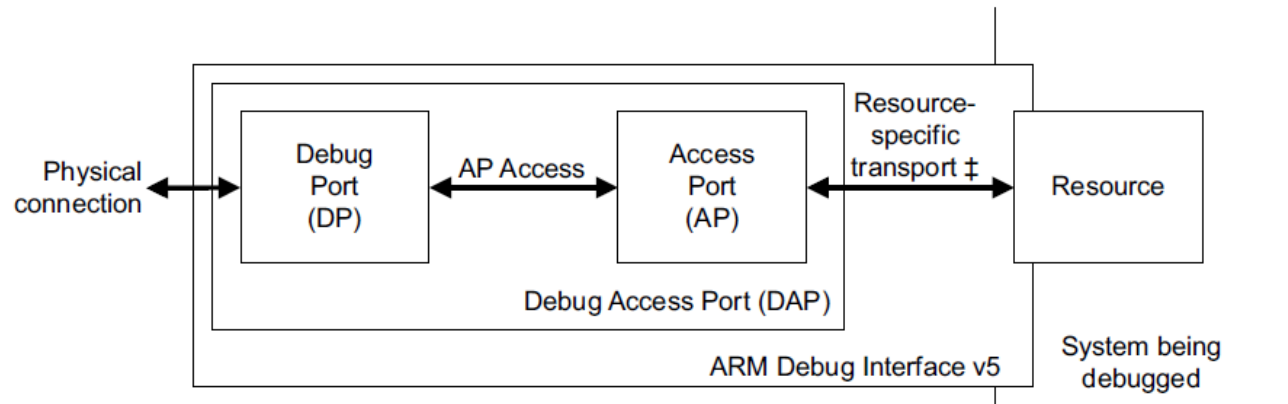 Physical
connection
Debug
Port
(DP)
AP Access
Access
Port
(AP)
Resource-
specific
transport ‡
Resource
Debug Access Port (DAP)
ARM Debug Interface v5
System being
debugged